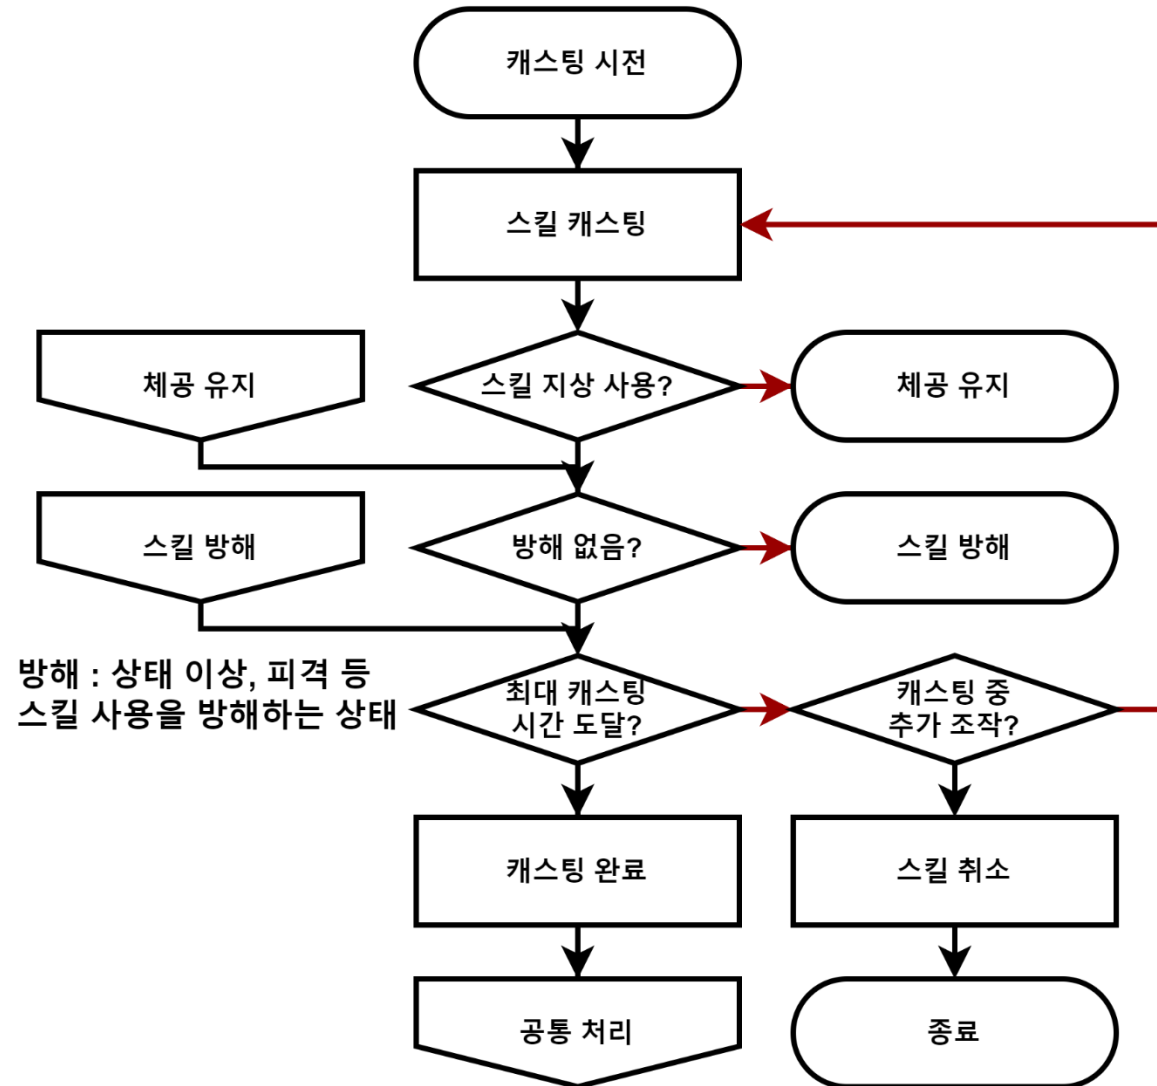 캐스팅 시전
스킬 캐스팅
체공 유지
스킬 지상 사용?
체공 유지
스킬 방해
방해 없음?
스킬 방해
방해 : 상태 이상, 피격 등
스킬 사용을 방해하는 상태
최대 캐스팅
시간 도달?
캐스팅 중
추가 조작?
캐스팅 완료
스킬 취소
공통 처리
종료